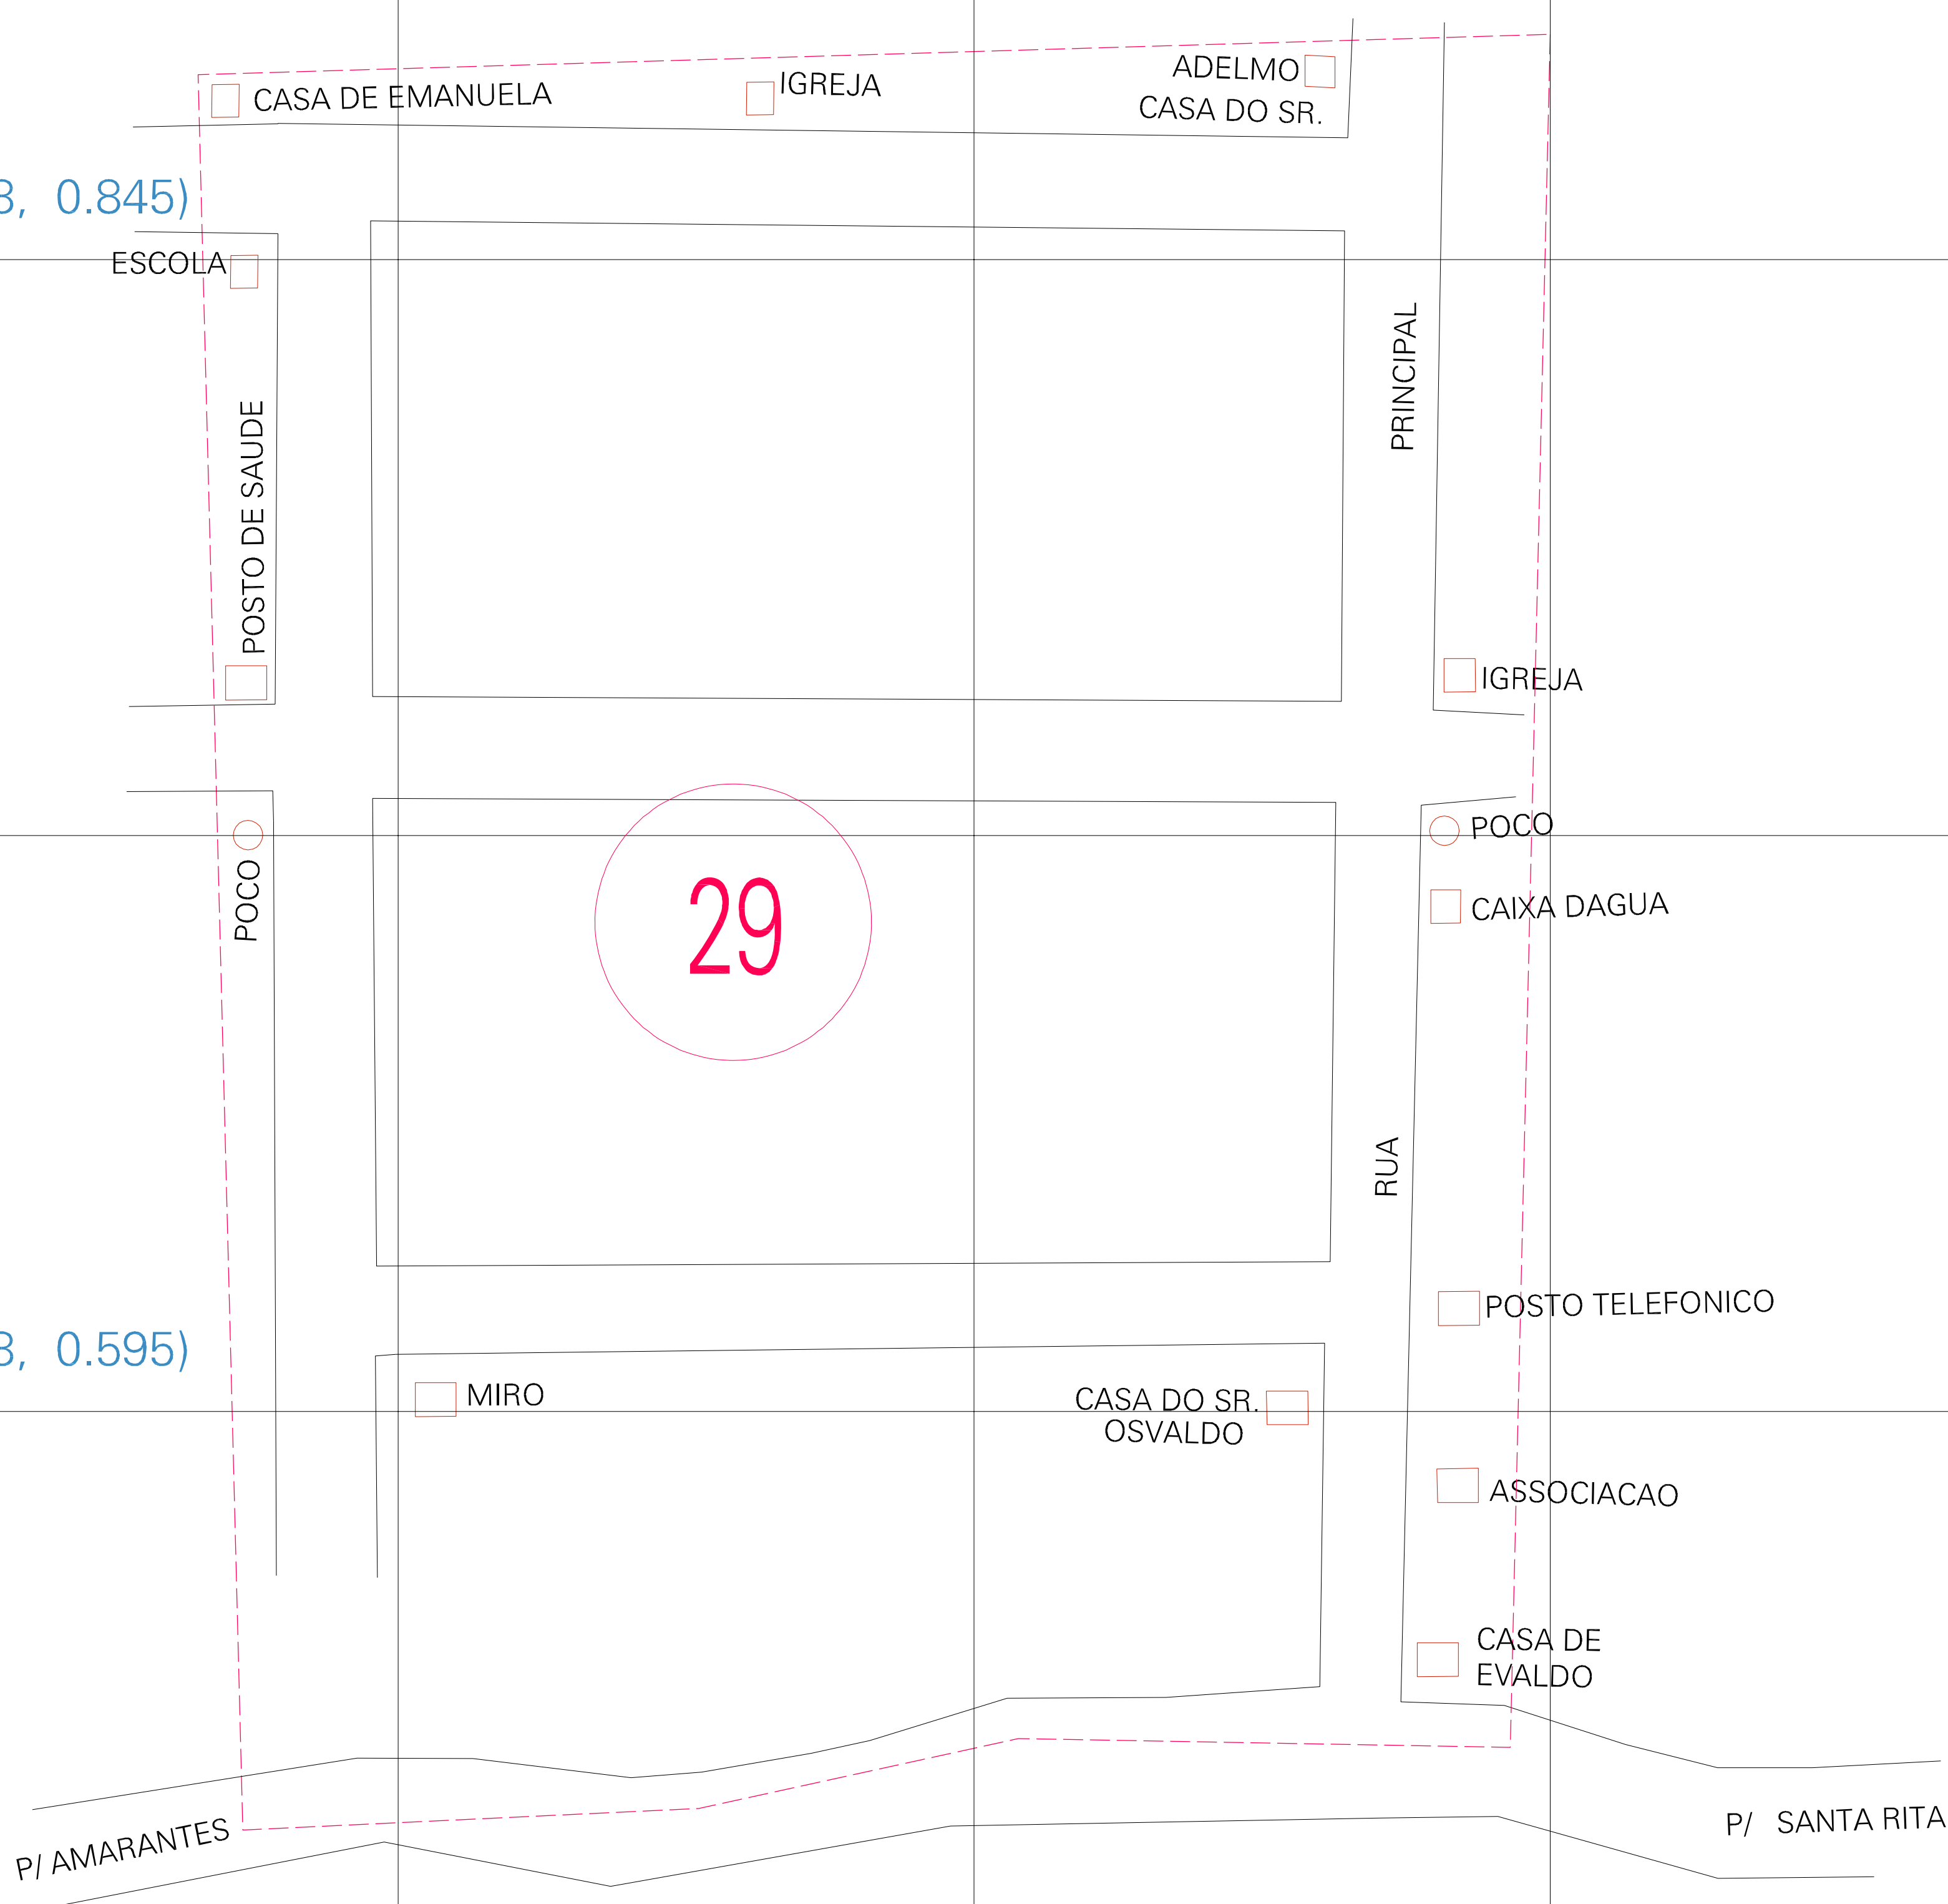 ADELMO
CASA DE EMANUELA
IGREJA
CASA DO SR.
3, 0.845)
ESCOLA
PRINCIPAL
POSTO DE SAUDE
IGREJA
POCO
POCO
CAIXA DAGUA
29
RUA
POSTO TELEFONICO
3, 0.595)
MIRO
CASA DO SR.
OSVALDO
ASSOCIACAO
CASA DE
EVALDO
P/ AMARANTES
P/ SANTA RITA